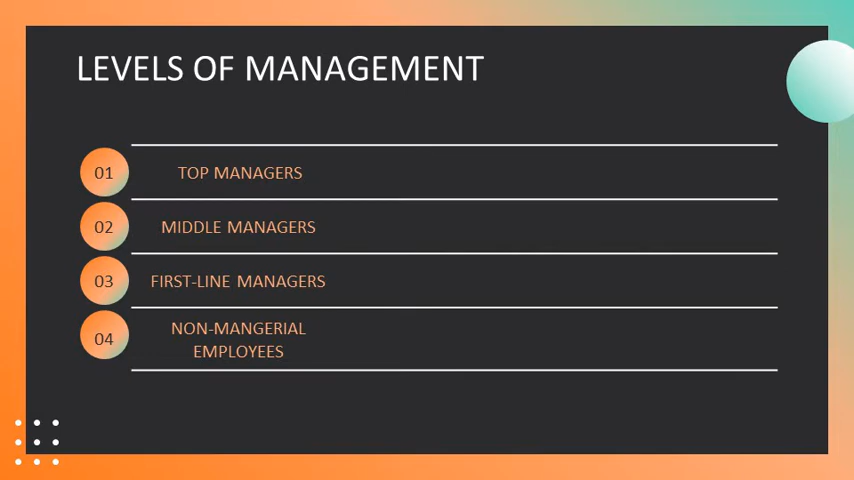 LEVELS OF MANAGEMENT
01
TOP MANAGERS
02
MIDDLE MANAGERS
03
FIRST-LINE MANAGERS
04
NON-MANGERIAL
EMPLOYEES